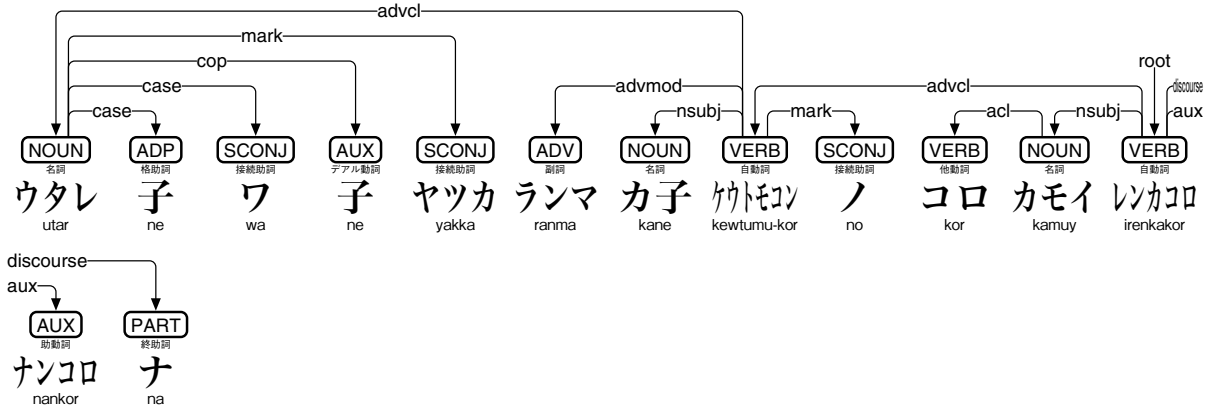 advcl
mark
cop root
case advmod advcl discourse
case nsubj mark acl nsubj aux
NOUN ADP SCONJ AUX SCONJ ADV NOUN VERB SCONJ VERB NOUN VERB
名詞 格助詞 接続助詞 デアル動詞 接続助詞 副詞 名詞 自動詞 接続助詞 他動詞 名詞 自動詞
ウタレ 子 ワ 子 ヤツカ ランマ カ子 ケウトモコン ノ コロ カモイ レンカコロ
utar ne wa ne yakka ranma kane kewtumu-kor no kor kamuy irenkakor
discourse
aux
AUX PART
助動詞 終助詞
ナンコロ ナ
nankor na